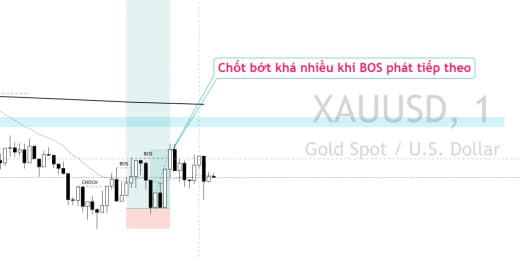 Chốt bớt khá nhiều khi BOS phát tiếp theo
XAUUSD, 1
Gold Spot / U.S. Dollar
BOS
BOS
CHOCH